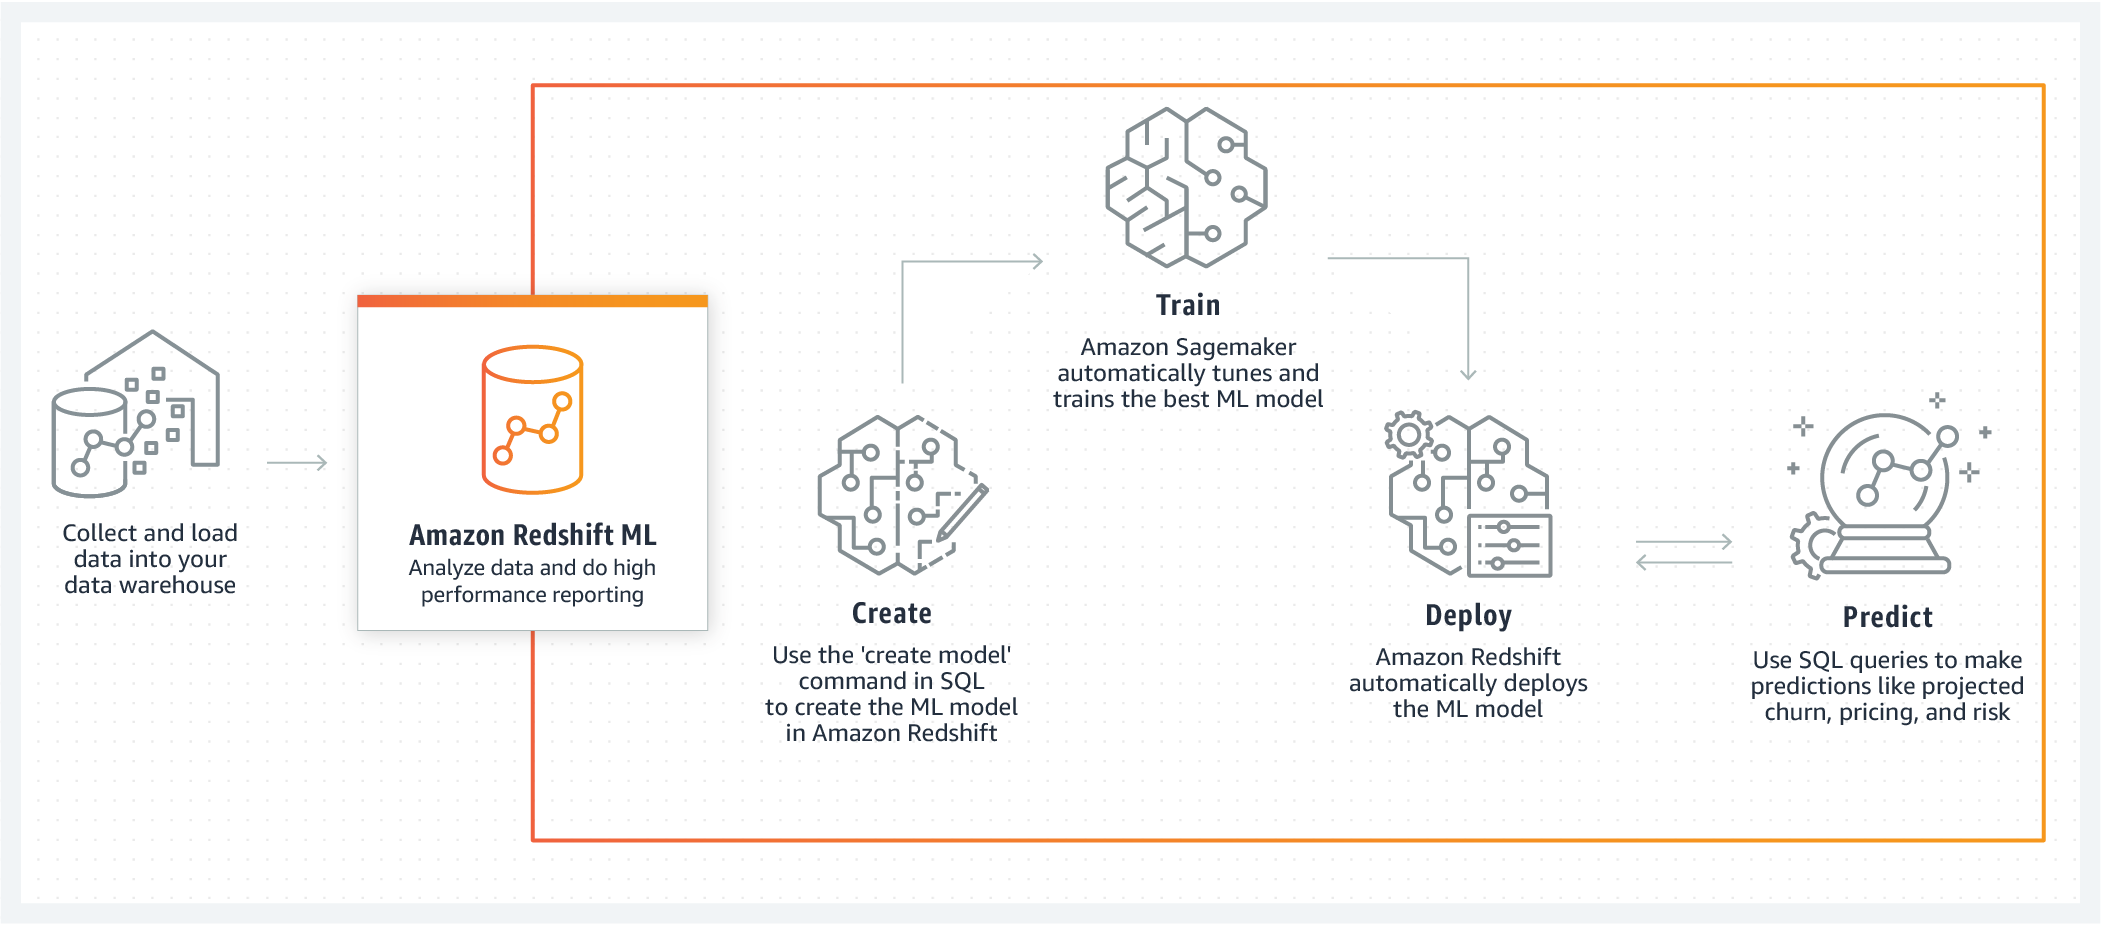 Collect and load
data into your
data warehouse
Amazon Redshift ML
Analyze data and do high
performance reporting
Create
Use the 'create model'
command in SQL
to create the ML model
in Amazon Redshift
Train
Amazon Sagemaker
automatically tunes and
trains the best ML model
Deploy
Amazon Redshift
automatically deploys
the ML model
Predict
Use SQL queries to make
predictions like projected
churn, pricing, and risk